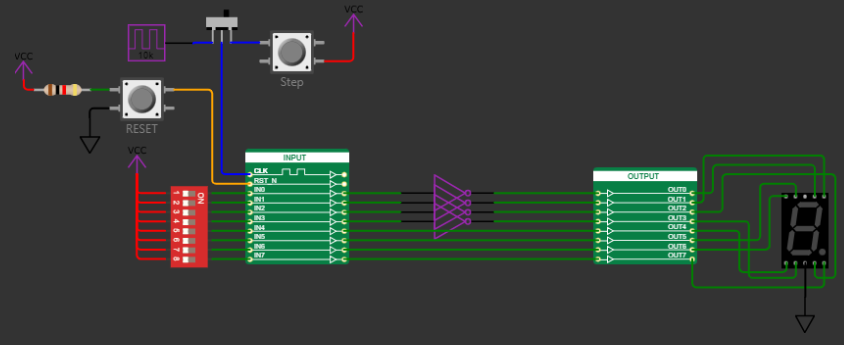 VCC
10k
Step
VCC
RESET
VCC
ON
1
2
3
4
5
6
7
8
INPUT
CLK
RST_N
IN0
IN1
IN2
IN3
IN4
IN5
IN6
IN7
OUTPUT
OUT0
OUT1
OUT2
OUT3
OUT4
OUT5
OUT6
OUT7